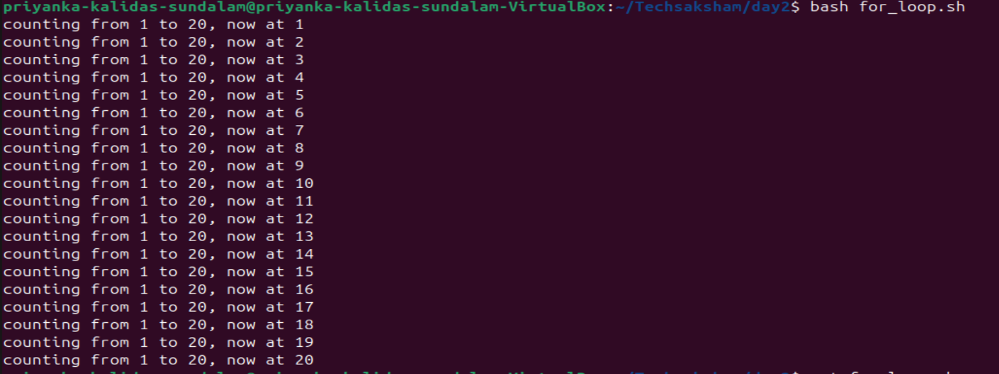 priyanka-kalidas-sundalam@priyanka-kalidas-sundalam-VirtualBox:~/Techsaksham/day2$ bash for_loop.sh
counting from 1 to 20, now at 1
counting from 1 to 20, now at 2
counting from 1 to 20, now at 3
counting from 1 to 20, now at 4
counting from 1 to 20, now at 5
counting from 1 to 20, now at 6
counting from 1 to 20, now at 7
counting from 1 to 20, now at 8
counting from 1 to 20, now at 9
counting from 1 to 20, now at 10
counting from 1 to 20, now at 11
counting from 1 to 20, now at 12
counting from 1 to 20, now at 13
counting from 1 to 20, now at 14
counting from 1 to 20, now at 15
counting from 1 to 20, now at 16
counting from 1 to 20, now at 17
counting from 1 to 20, now at 18
counting from 1 to 20, now at 19
counting from 1 to 20, now at 20